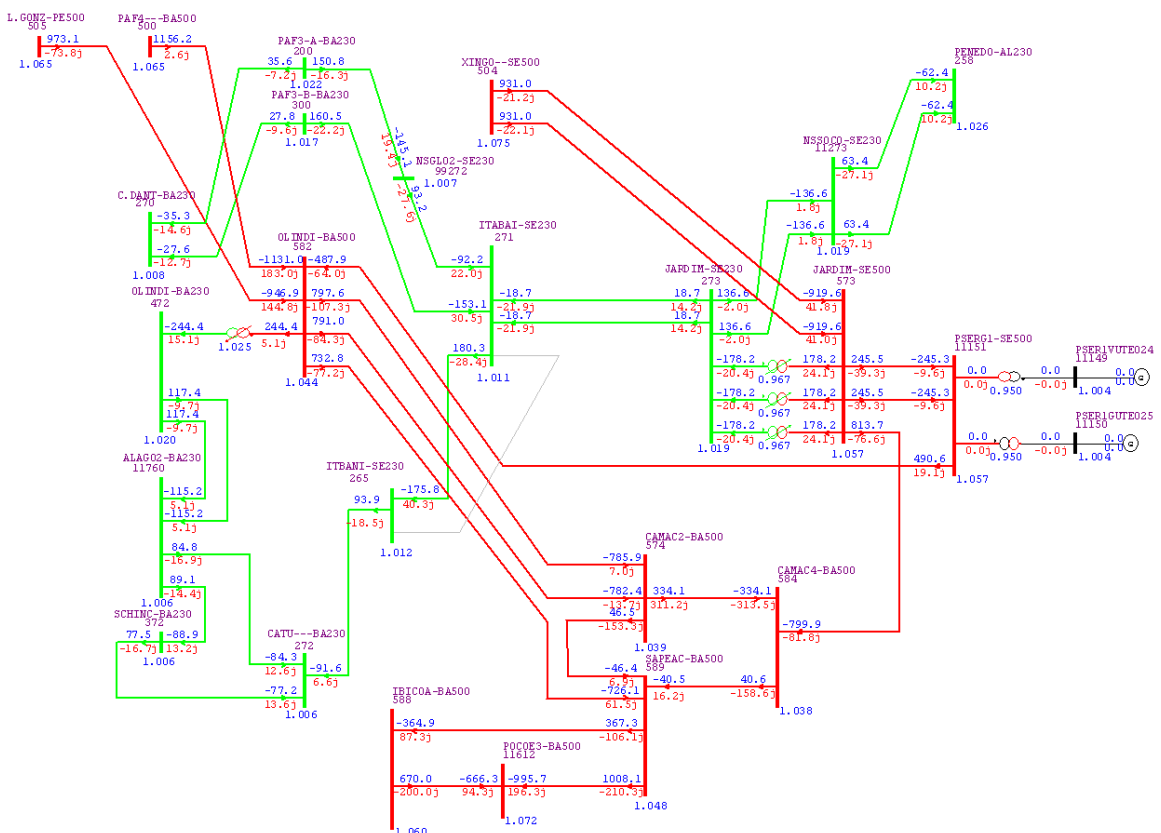 L.GONZ-PE500
505
973.1
-73.8j
1.065
PAF4---BA500
500
1156.2
2.6j
1.065
PAF3-A-BA230
200
35.6
150.8
-7.2j
-16.3j
1.022
PAF3-B-BA230
300
27.8
160.5
-9.6j
-22.2j
1.017
-145.1
19.4j
NSGLO2-SE230
99272
1.007
93.2
-27.6j
XINGO--SE500
504
931.0
-21.2j
931.0
-22.1j
1.075
PENEDO-AL230
258
-62.4
10.2j
-62.4
10.2j
1.026
NSSOCO-SE230
11273
63.4
-27.1j
-136.6
1.8j
-136.6
1.8j
63.4
-27.1j
1.019
C.DANT-BA230
270
-35.3
-14.6j
-27.6
-12.7j
1.008
OLINDI-BA500
582
-1131.0
-487.9
183.0j
-64.0j
-946.9
797.6
144.8j
-107.3j
244.4
791.0
5.1j
-84.3j
732.8
-77.2j
1.044
ITABAI-SE230
271
-92.2
22.0j
-18.7
-21.9j
-153.1
30.5j
-18.7
-21.9j
180.3
-28.4j
1.011
JARDIM-SE230
273
18.7
136.6
14.2j
-2.0j
18.7
14.2j
136.6
-2.0j
-178.2
-20.4j
0.967
-178.2
-20.4j
0.967
-178.2
-20.4j
0.967
1.019
JARDIM-SE500
573
-919.6
41.8j
-919.6
41.0j
178.2
245.5
24.1j
-39.3j
178.2
245.5
24.1j
-39.3j
178.2
813.7
24.1j
-76.6j
1.057
PSERG1-SE500
11151
-245.3
-9.6j
0.0
0.0j
-245.3
-9.6j
0.0
0.0j
490.6
19.1j
1.057
0.950
0.0
-0.0j
PSER1VUTE024
11149
0.0
0.0
1.004
0.950
0.0
-0.0j
PSER1GUTE025
11150
0.0
0.0
1.004
OLINDI-BA230
472
-244.4
15.1j
1.025
117.4
-9.7j
117.4
-9.7j
1.020
ALAGO2-BA230
11760
-115.2
5.1j
-115.2
5.1j
84.8
-16.9j
89.1
-14.4j
1.006
SCHINC-BA230
372
77.5
-88.9
-16.7j
13.2j
1.006
CATU---BA230
272
-84.3
12.6j
-91.6
6.6j
-77.2
13.6j
1.006
ITBANI-SE230
265
-175.8
40.3j
93.9
-18.5j
1.012
CAMAC2-BA500
574
-785.9
7.0j
-782.4
334.1
-13.7j
311.2j
46.5
-153.3j
1.039
CAMAC4-BA500
584
-334.1
-313.5j
-799.9
-81.8j
40.6
-158.6j
1.038
SAPEAC-BA500
589
-46.4
6.9j
-40.5
16.2j
-726.1
61.5j
367.3
-106.1j
1008.1
-210.3j
1.048
IBICOA-BA500
588
-364.9
87.3j
670.0
-200.0j
1.060
POCOE3-BA500
11612
-666.3
-995.7
94.3j
196.3j
1.072